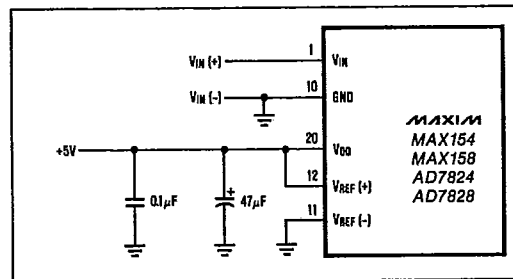 VIN (+)
1
VIN
VIN (–)
10
GND
MAXIM
MAX154
MAX158
AD7824
AD7828
+5V
20
VDD
12
VREF (+)
0.1µF
+
47µF
11
VREF (–)